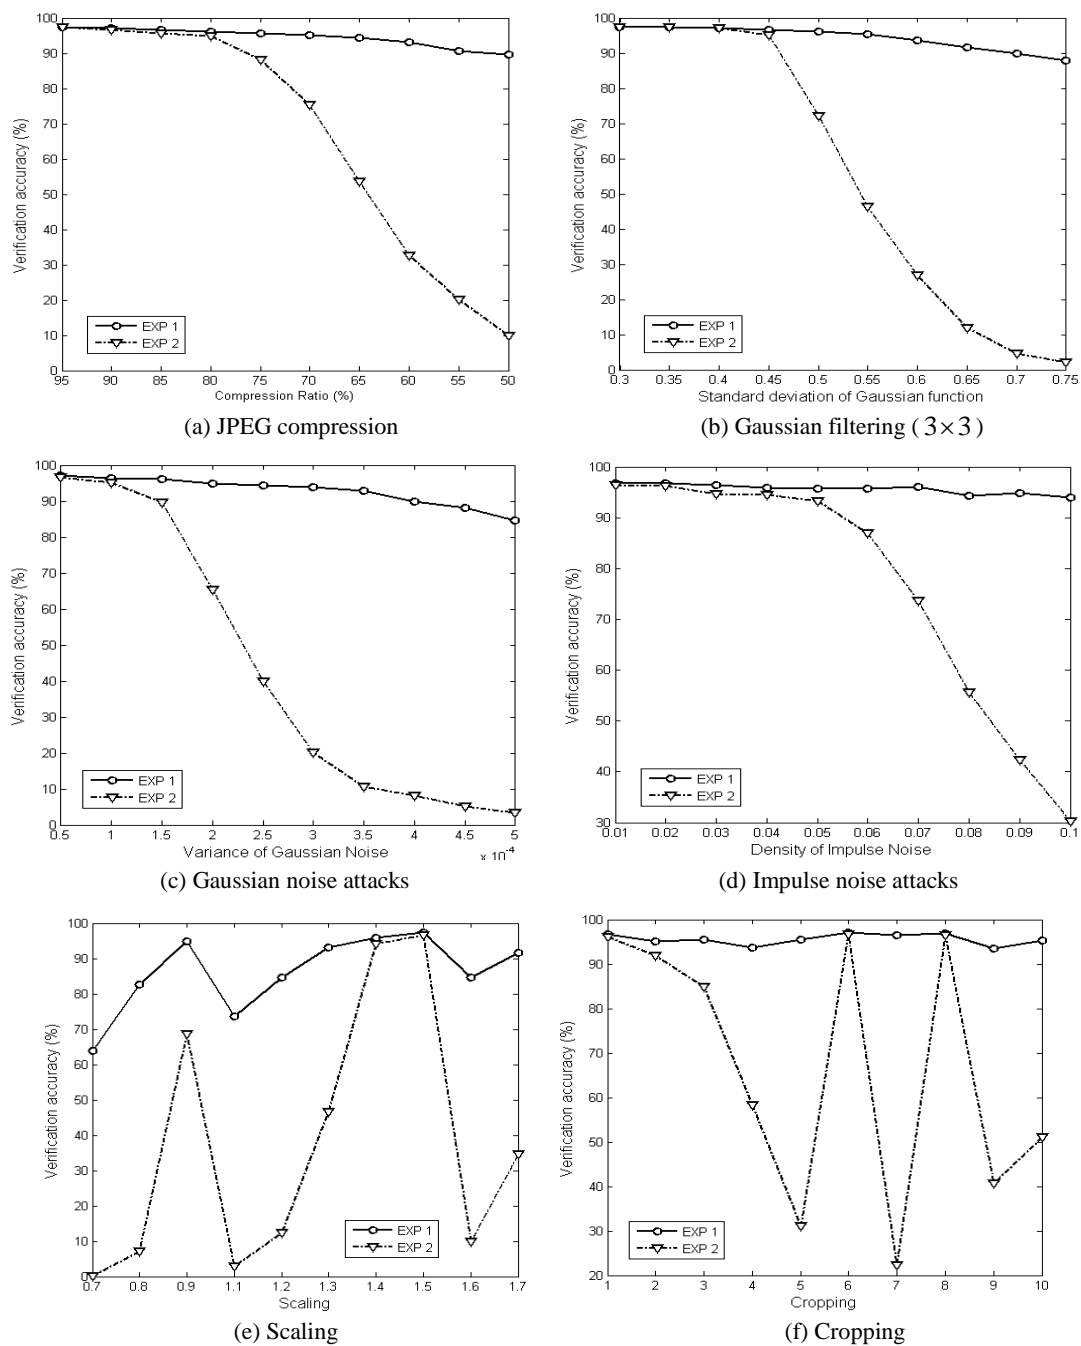 100
90
80
70
60
50
40
30
20
10
0
Verification accuracy (%)
EXP 1
EXP 2
95 90 85 80 75 70 65 60 55 50
Compression Ratio (%)
(a) JPEG compression
100
90
80
70
60
50
40
30
20
10
0
Verification accuracy (%)
EXP 1
EXP 2
0.3 0.35 0.4 0.45 0.5 0.55 0.6 0.65 0.7 0.75
Standard deviation of Gaussian function
(b) Gaussian filtering ( 3×3 )
100
90
80
70
60
50
40
30
20
10
0
Verification accuracy (%)
EXP 1
EXP 2
0.5 1 1.5 2 2.5 3 3.5 4 4.5 5
Variance of Gaussian Noise
× 10⁻⁴
(c) Gaussian noise attacks
100
90
80
70
60
50
40
30
Verification accuracy (%)
EXP 1
EXP 2
0.01 0.02 0.03 0.04 0.05 0.06 0.07 0.08 0.09 0.1
Density of Impulse Noise
(d) Impulse noise attacks
100
90
80
70
60
50
40
30
20
10
0
Verification accuracy (%)
EXP 1
EXP 2
0.7 0.8 0.9 1.1 1.2 1.3 1.4 1.5 1.6 1.7
Scaling
(e) Scaling
100
90
80
70
60
50
40
30
20
Verification accuracy (%)
EXP 1
EXP 2
1 2 3 4 5 6 7 8 9 10
Cropping
(f) Cropping